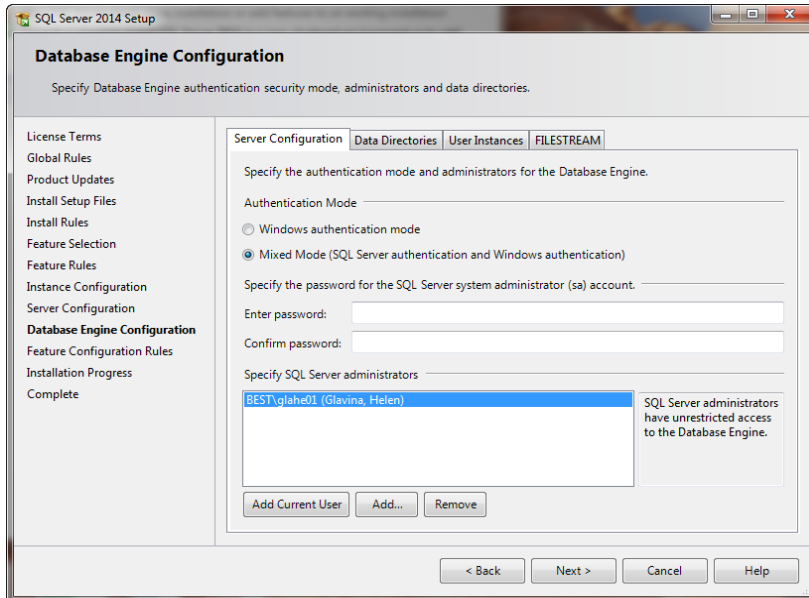 SQL Server 2014 Setup
Database Engine Configuration
Specify Database Engine authentication security mode, administrators and data directories.
License Terms
Global Rules
Product Updates
Install Setup Files
Install Rules
Feature Selection
Feature Rules
Instance Configuration
Server Configuration
Database Engine Configuration
Feature Configuration Rules
Installation Progress
Complete
Server Configuration Data Directories User Instances FILESTREAM
Specify the authentication mode and administrators for the Database Engine.
Authentication Mode
Windows authentication mode
Mixed Mode (SQL Server authentication and Windows authentication)
Specify the password for the SQL Server system administrator (sa) account.
Enter password:
Confirm password:
Specify SQL Server administrators
BEST\glahe01 (Glavina, Helen)
SQL Server administrators
have unrestricted access
to the Database Engine.
Add Current User Add... Remove
< Back Next > Cancel Help